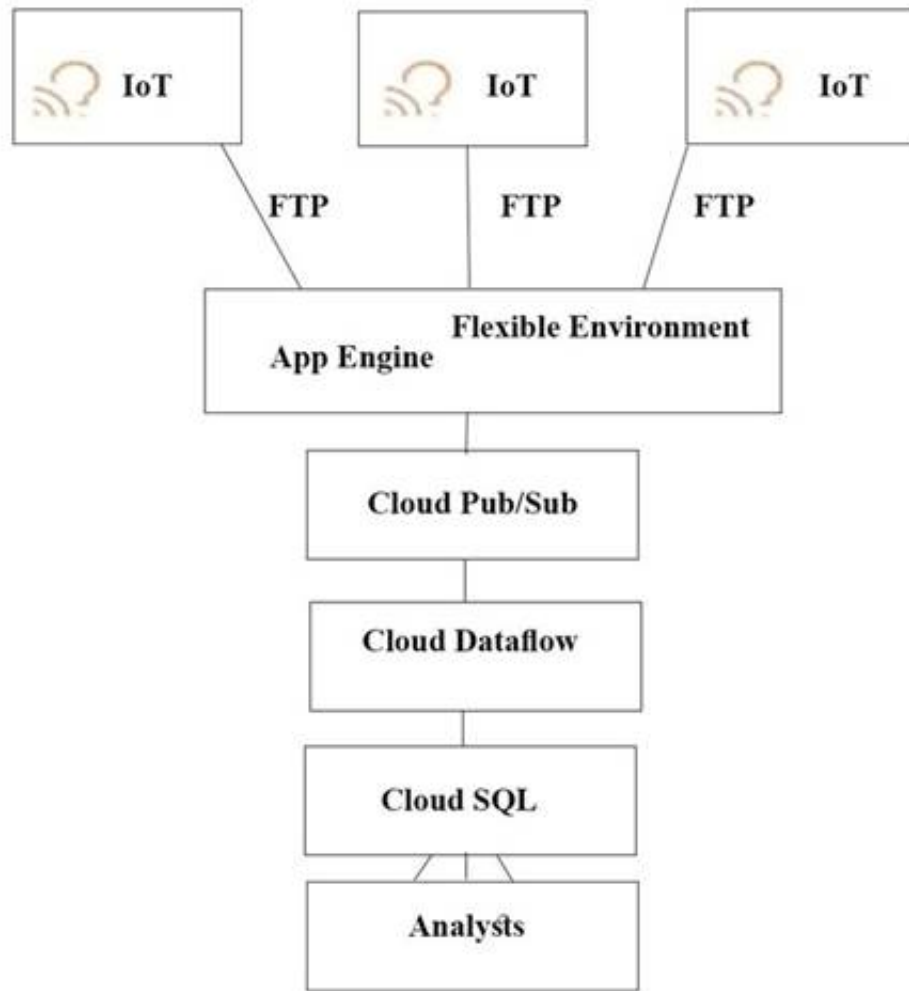 IoT
IoT
IoT
FTP
FTP
FTP
Flexible Environment
App Engine
Cloud Pub/Sub
Cloud Dataflow
Cloud SQL
Analysts